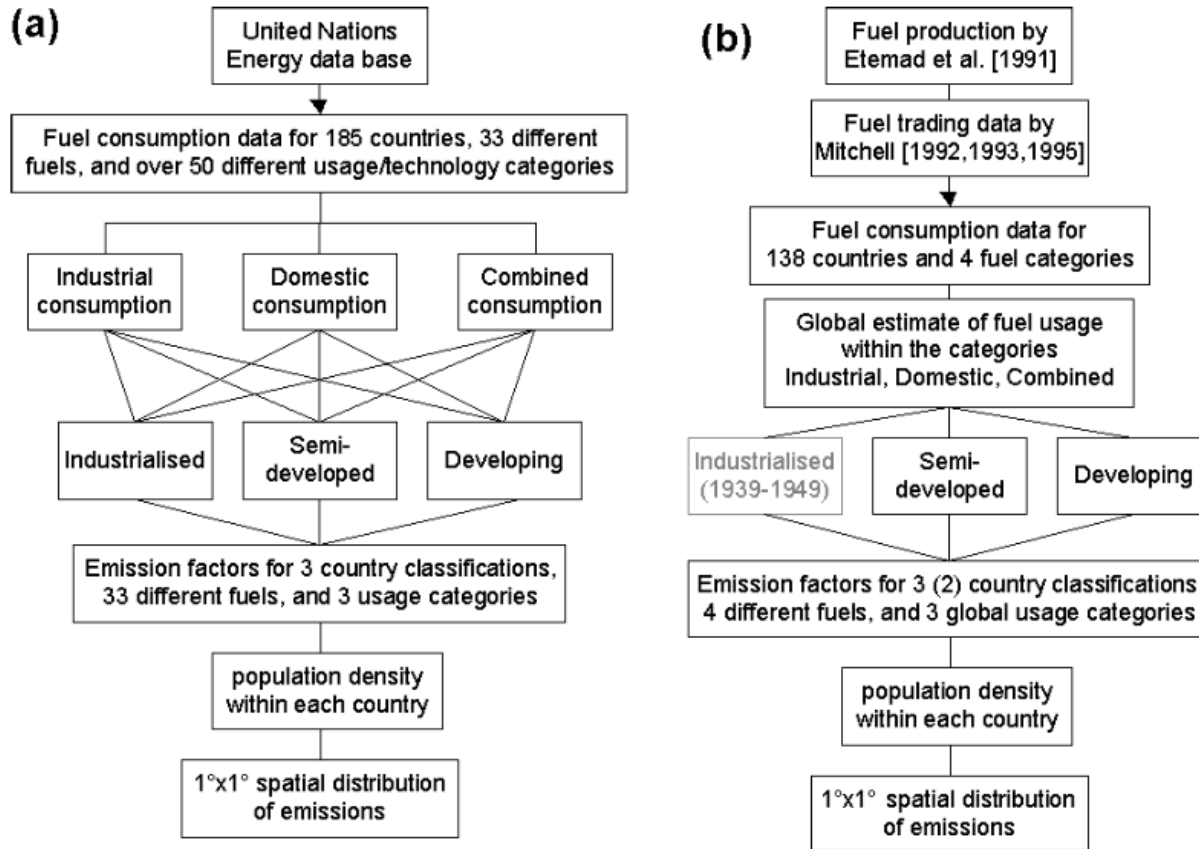 (a)
United Nations
Energy data base
Fuel consumption data for 185 countries, 33 different
fuels, and over 50 different usage/technology categories
Industrial
consumption
Domestic
consumption
Combined
consumption
Industrialised
Semi-
developed
Developing
Emission factors for 3 country classifications,
33 different fuels, and 3 usage categories
population density
within each country
1°x1° spatial distribution
of emissions
(b)
Fuel production by
Etemad et al. [1991]
Fuel trading data by
Mitchell [1992,1993,1995]
Fuel consumption data for
138 countries and 4 fuel categories
Global estimate of fuel usage
within the categories
Industrial, Domestic, Combined
Industrialised
(1939-1949)
Semi-
developed
Developing
Emission factors for 3 (2) country classifications
4 different fuels, and 3 global usage categories
population density
within each country
1°x1° spatial distribution
of emissions